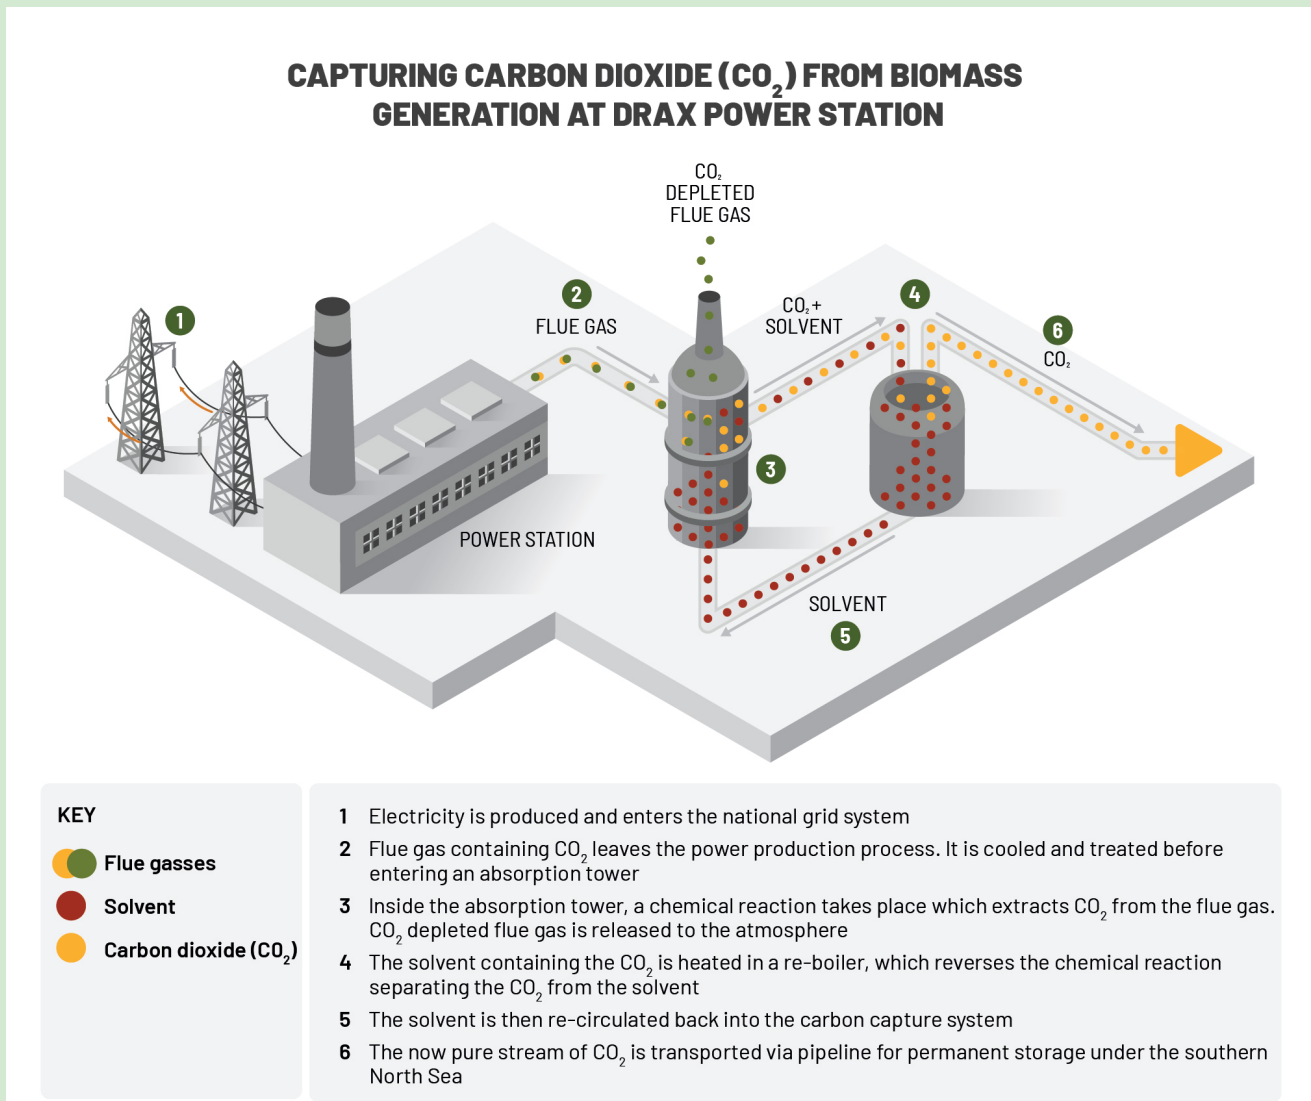 CAPTURING CARBON DIOXIDE (CO₂) FROM BIOMASS
GENERATION AT DRAX POWER STATION
CO₂
DEPLETED
FLUE GAS
1
2
FLUE GAS
CO₂ +
SOLVENT
4
6
CO₂
3
POWER STATION
SOLVENT
5
KEY
Flue gasses
Solvent
Carbon dioxide (CO₂)
1 Electricity is produced and enters the national grid system
2 Flue gas containing CO₂ leaves the power production process. It is cooled and treated before
entering an absorption tower
3 Inside the absorption tower, a chemical reaction takes place which extracts CO₂ from the flue gas.
CO₂ depleted flue gas is released to the atmosphere
4 The solvent containing the CO₂ is heated in a re-boiler, which reverses the chemical reaction
separating the CO₂ from the solvent
5 The solvent is then re-circulated back into the carbon capture system
6 The now pure stream of CO₂ is transported via pipeline for permanent storage under the southern
North Sea